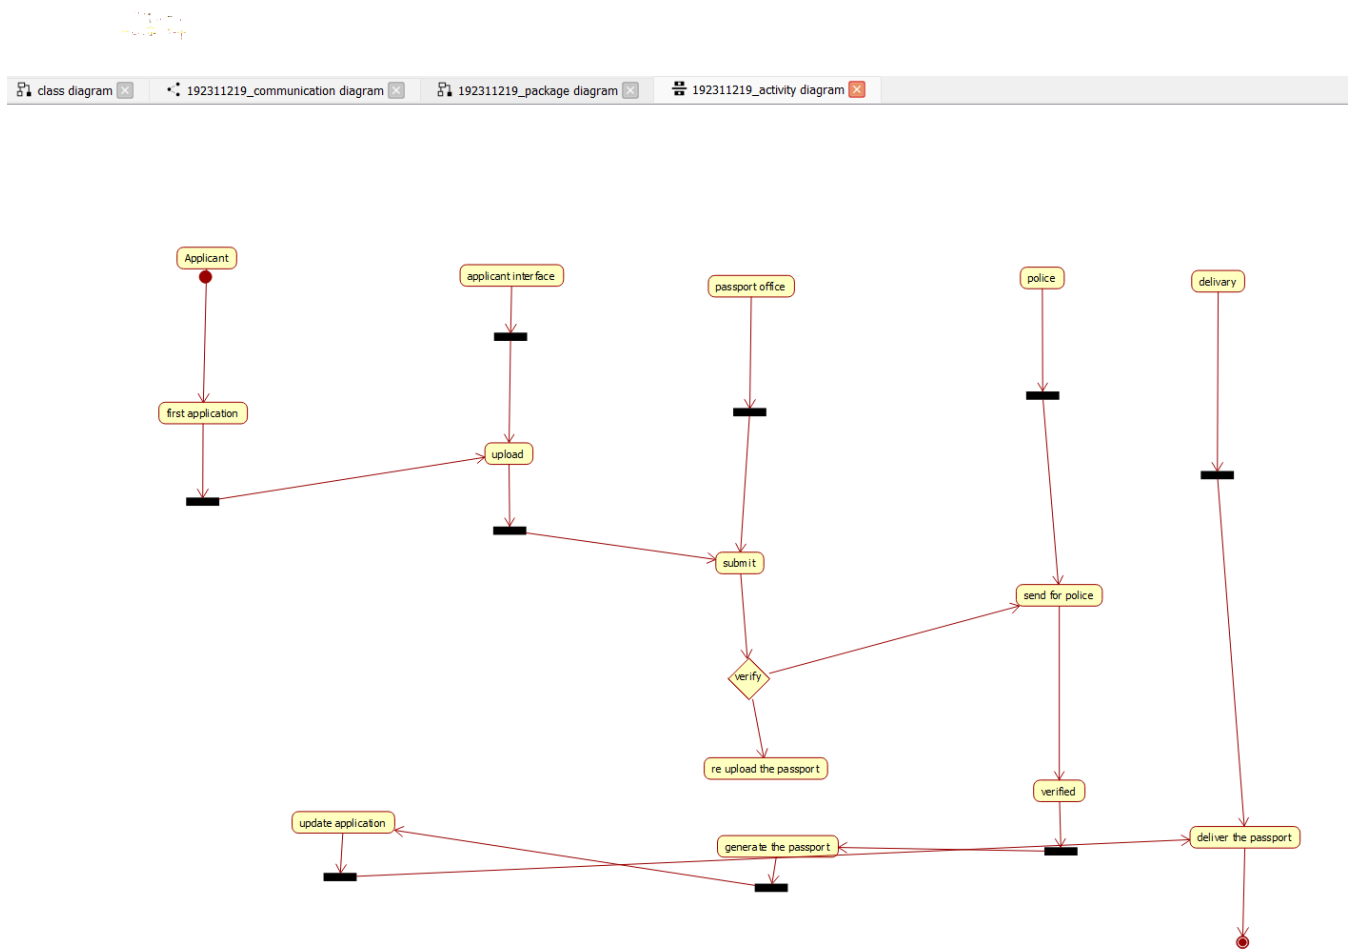 class diagram
192311219_communication diagram
192311219_package diagram
192311219_activity diagram
Applicant
applicant interface
passport office
police
delivary
first application
upload
submit
send for police
verify
re upload the passport
verified
update application
generate the passport
deliver the passport